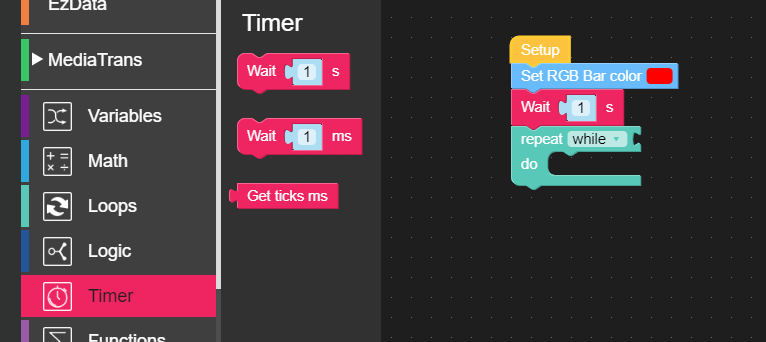 EzData
MediaTrans
Variables
Math
Loops
Logic
Timer
Functions
Timer
Wait 1 s
Wait 1 ms
Get ticks ms
Setup
Set RGB Bar color
Wait 1 s
repeat while
do